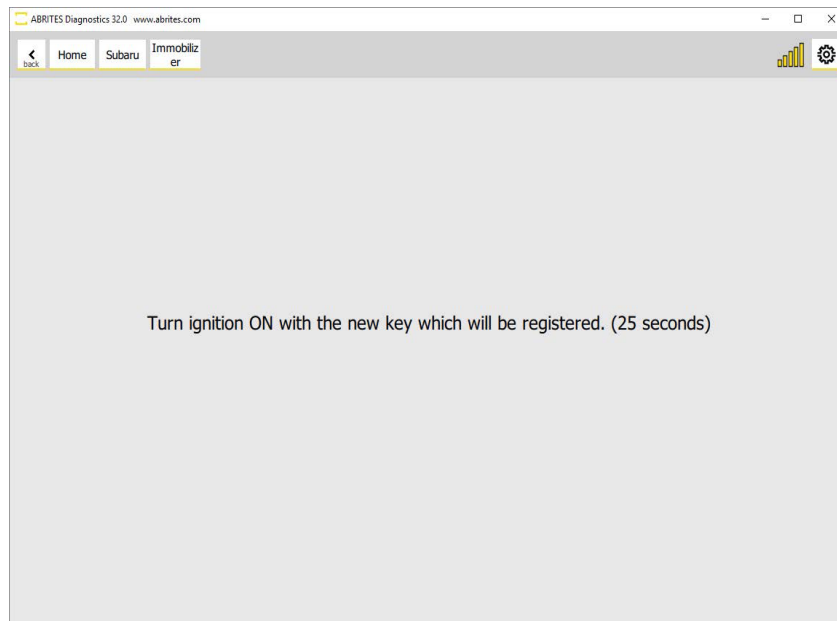 ABRITES Diagnostics 32.0 www.abrites.com
back
Home
Subaru
Immobiliz
er
Turn ignition ON with the new key which will be registered. (25 seconds)